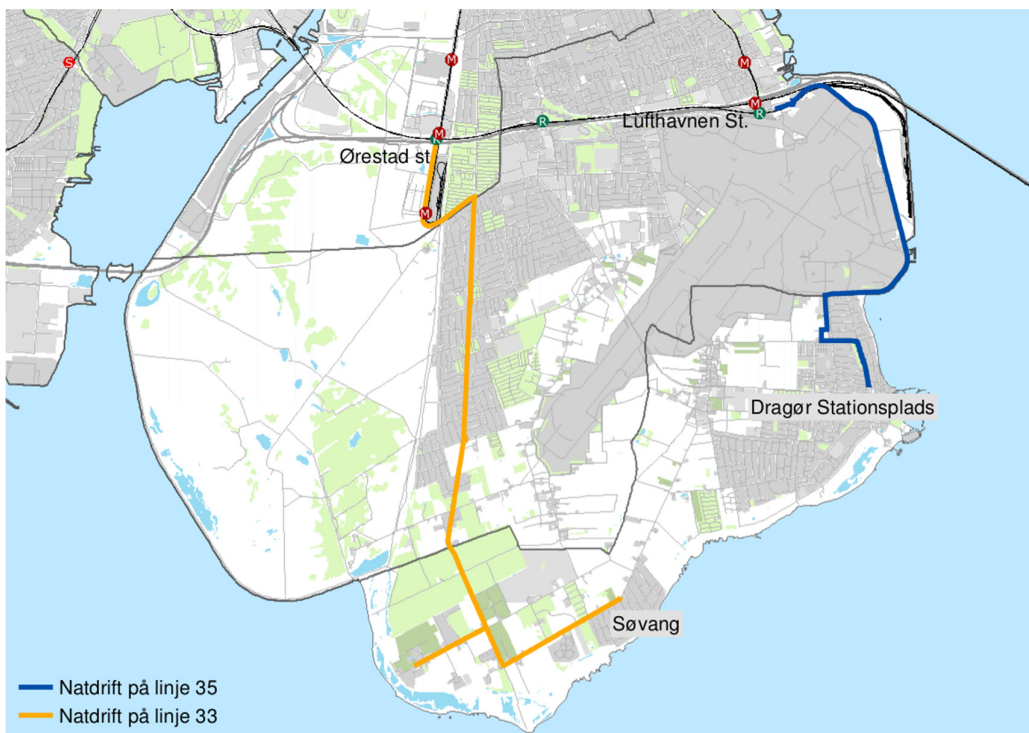 M
M
S
M
M
R
R
R
Lufthavnen St.
Ørestad st
M
Dragør Stationsplads
Søvang
Natdrift på linje 35
Natdrift på linje 33